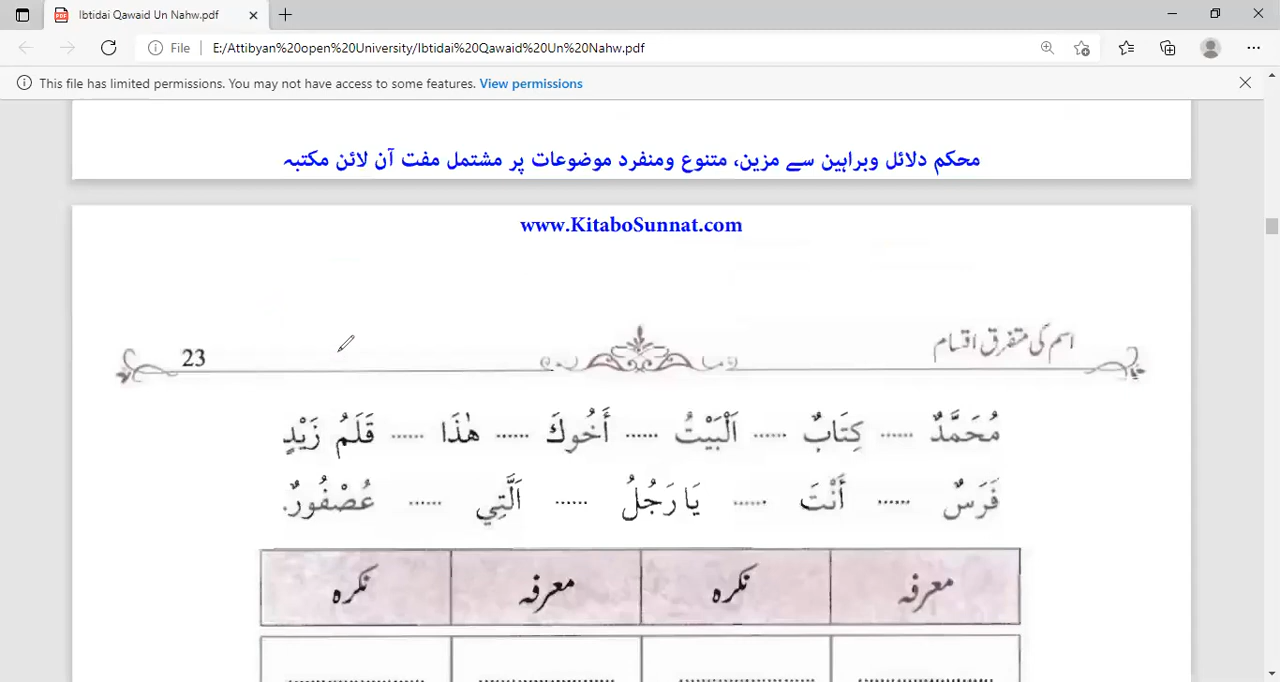 Ibtidai Qawaid Un Nahw.pdf
File E:/Attibyan%20open%20University/Ibtidai%20Qawaid%20Un%20Nahw.pdf
This file has limited permissions. You may not have access to some features. View permissions
محکم دلائل وبراہین سے مزین، متنوع ومنفرد موضوعات پر مشتمل مفت آن لائن مکتبہ
www.KitaboSunnat.com
اسم کی متفرق اقسام 23
مُحَمَّدٌ ...... كِتَابٌ ...... اَلْبَيْتُ ...... أَخُوكَ ...... هٰذَا ...... قَلَمُ زَيْدٍ
فَرَسٌ ...... أَنْتَ ...... يَا رَجُلُ ...... اَلَّتِي ...... عُصْفُورٌ.
معرفہ نکرہ معرفہ نکرہ